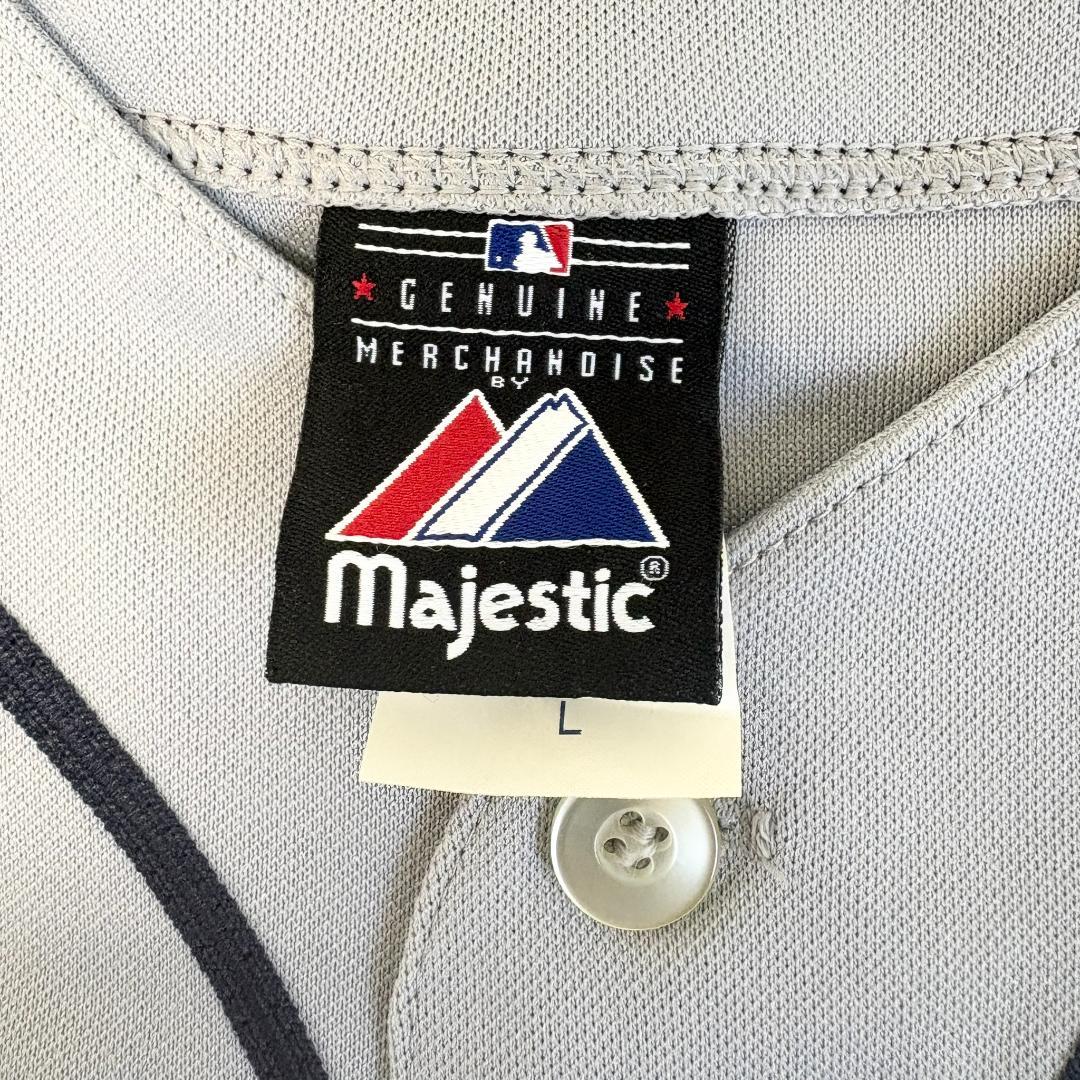 GENUINE
MERCHANDISE
BY
Majestic®
L